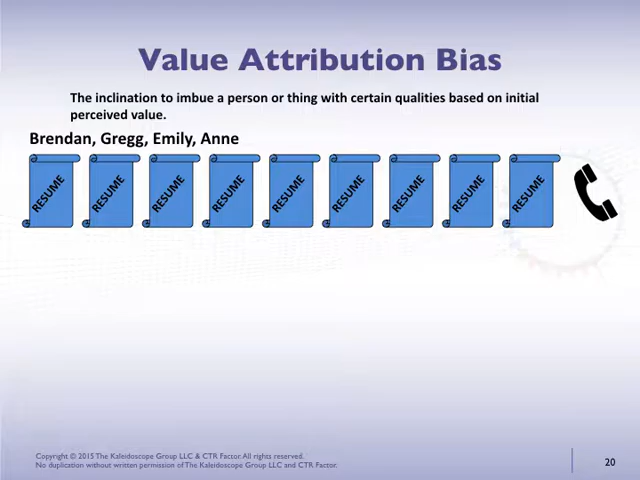 Value Attribution Bias
The inclination to imbue a person or thing with certain qualities based on initial
perceived value.
Brendan, Gregg, Emily, Anne
RESUME RESUME RESUME RESUME RESUME RESUME RESUME RESUME RESUME
Copyright © 2015 The Kaleidoscope Group LLC & CTR Factor. All rights reserved.
No duplication without written permission of The Kaleidoscope Group LLC and CTR Factor.
20